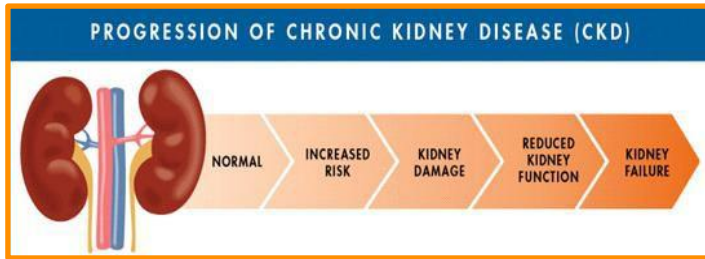 PROGRESSION OF CHRONIC KIDNEY DISEASE (CKD)
NORMAL
INCREASED
RISK
KIDNEY
DAMAGE
REDUCED
KIDNEY
FUNCTION
KIDNEY
FAILURE